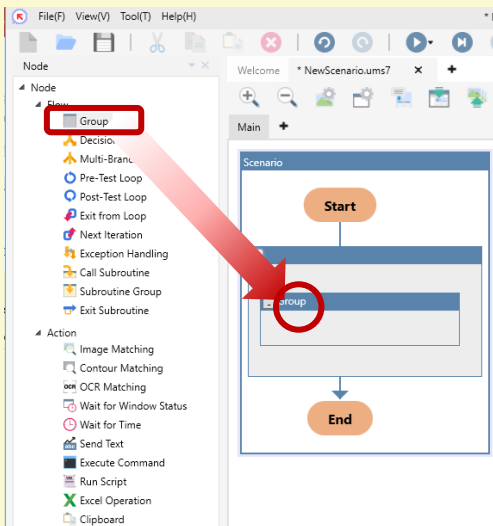 File(F) View(V) Tool(T) Help(H)
Node
Welcome * NewScenario.ums7
Node
Flow
Group
Main
Decision
Multi-Branch
Scenario
Pre-Test Loop
Post-Test Loop
Start
Exit from Loop
Next Iteration
Exception Handling
Call Subroutine
Subroutine Group
Group
Exit Subroutine
Action
Image Matching
Contour Matching
OCR Matching
Wait for Window Status
Wait for Time
End
Send Text
Execute Command
Run Script
Excel Operation
Clipboard